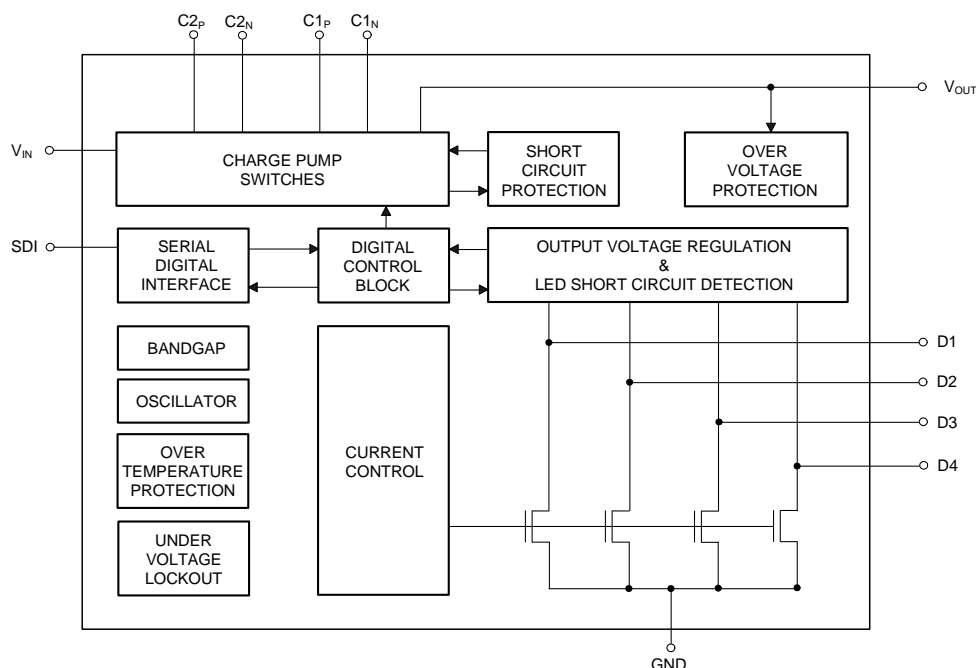 C2P C2N C1P C1N
VOUT
VIN
CHARGE PUMP
SWITCHES
SHORT
CIRCUIT
PROTECTION
OVER
VOLTAGE
PROTECTION
SDI
SERIAL
DIGITAL
INTERFACE
DIGITAL
CONTROL
BLOCK
OUTPUT VOLTAGE REGULATION
&
LED SHORT CIRCUIT DETECTION
BANDGAP
OSCILLATOR
OVER
TEMPERATURE
PROTECTION
UNDER
VOLTAGE
LOCKOUT
CURRENT
CONTROL
D1
D2
D3
D4
GND